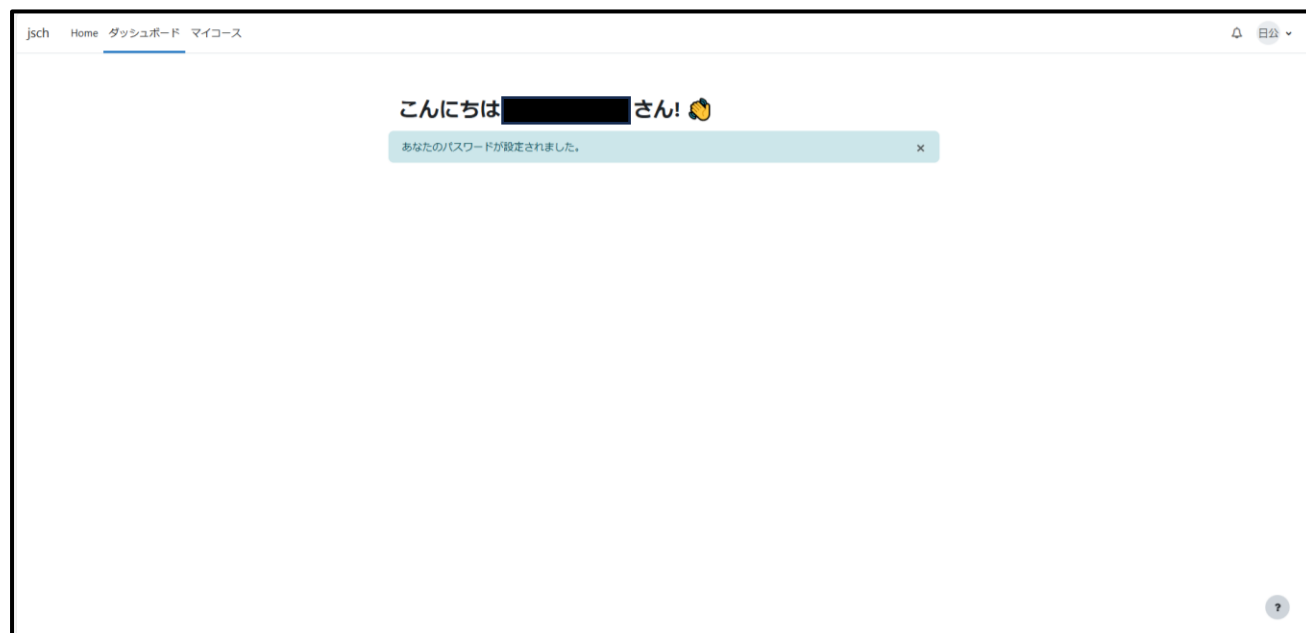 jsch Home ダッシュボード マイコース 日公
こんにちは さん! 👏
あなたのパスワードが設定されました。 ×
?